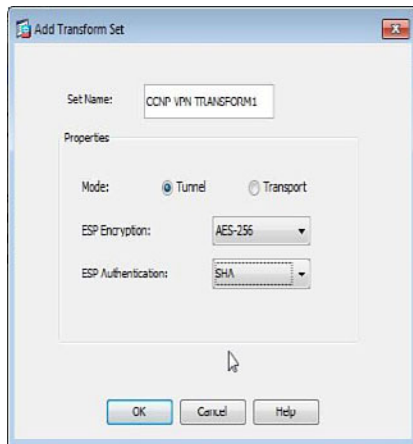 Add Transform Set
Set Name: CCNP VPN TRANSFORM1
Properties
Mode: Tunnel Transport
ESP Encryption: AES-256
ESP Authentication: SHA
OK Cancel Help